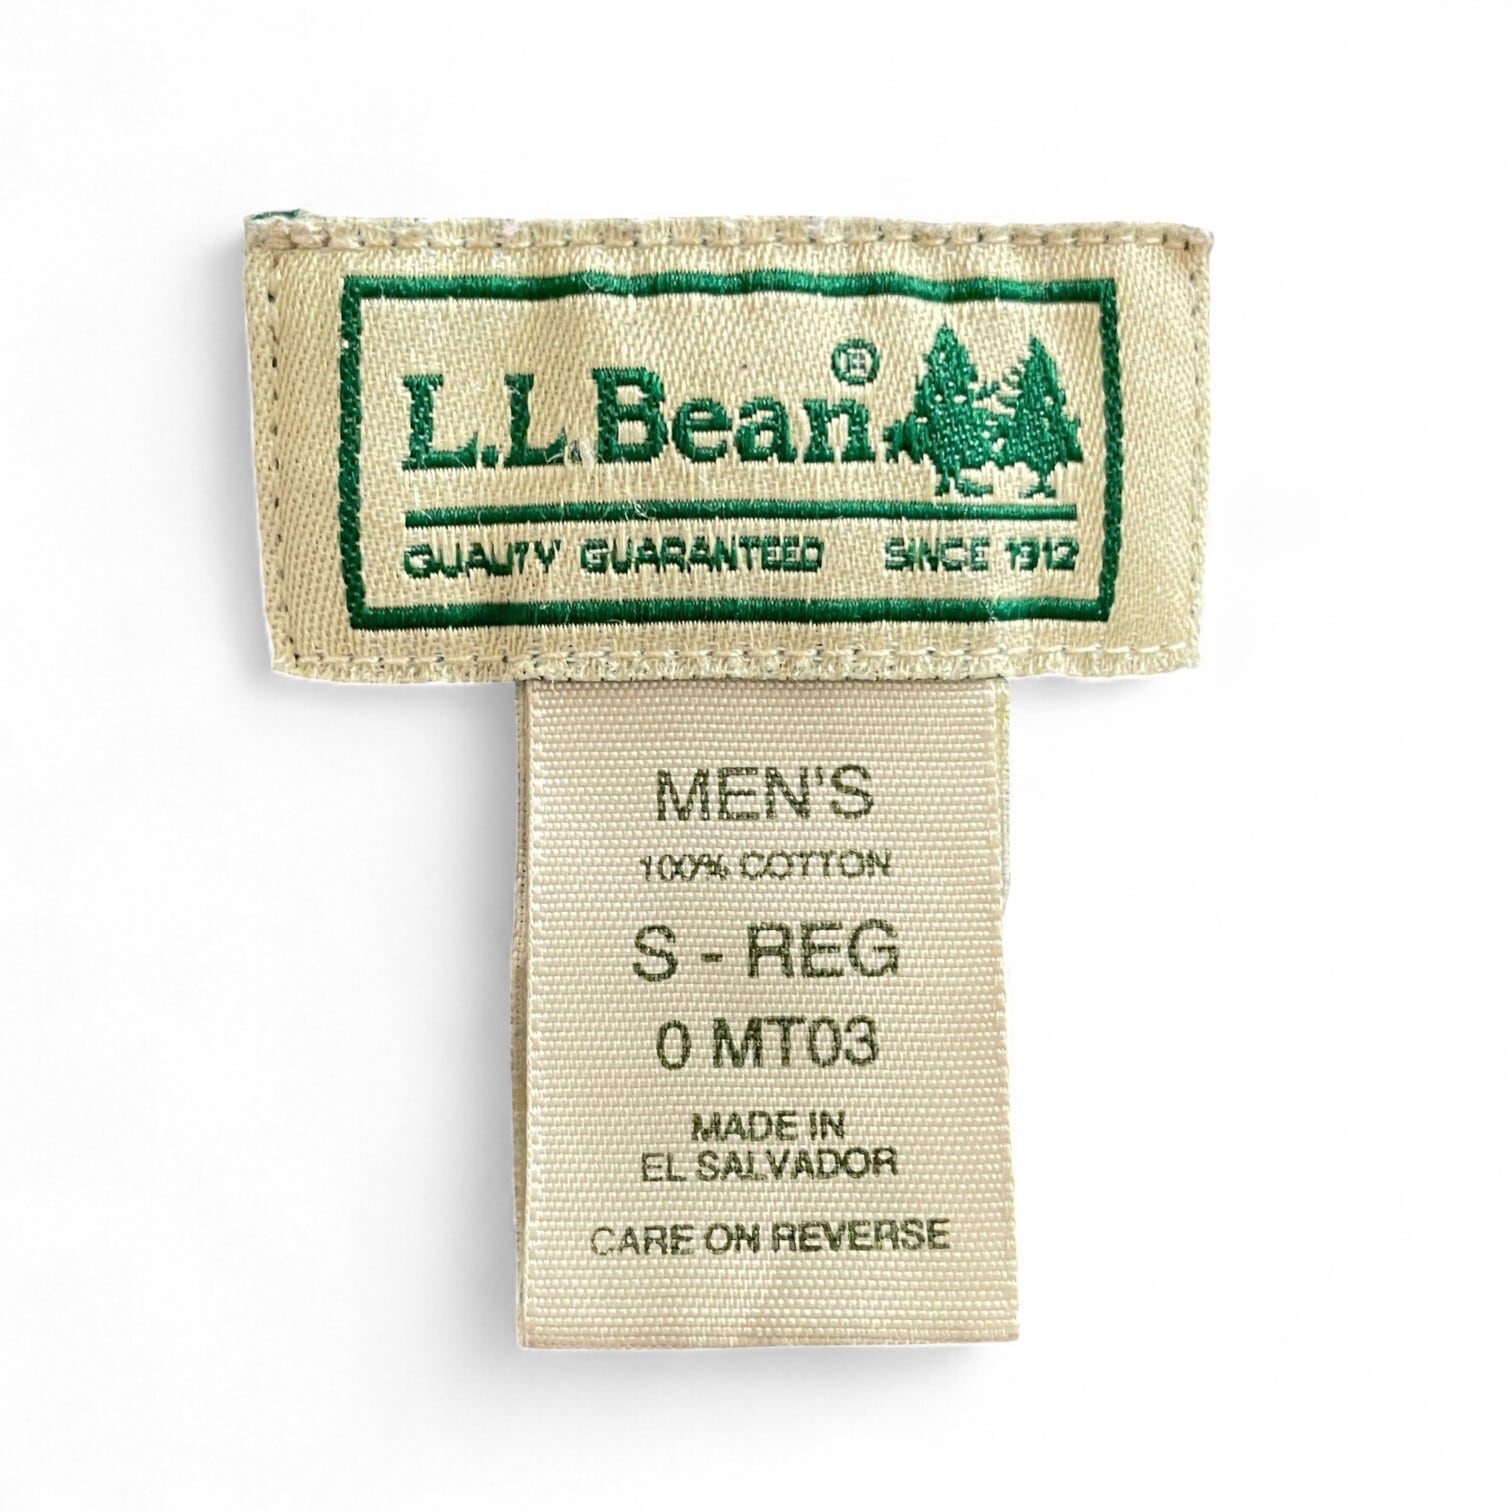 L.L.Bean®
QUALITY GUARANTEED SINCE 1912
MEN'S
100% COTTON
S - REG
0 MT03
MADE IN
EL SALVADOR
CARE ON REVERSE